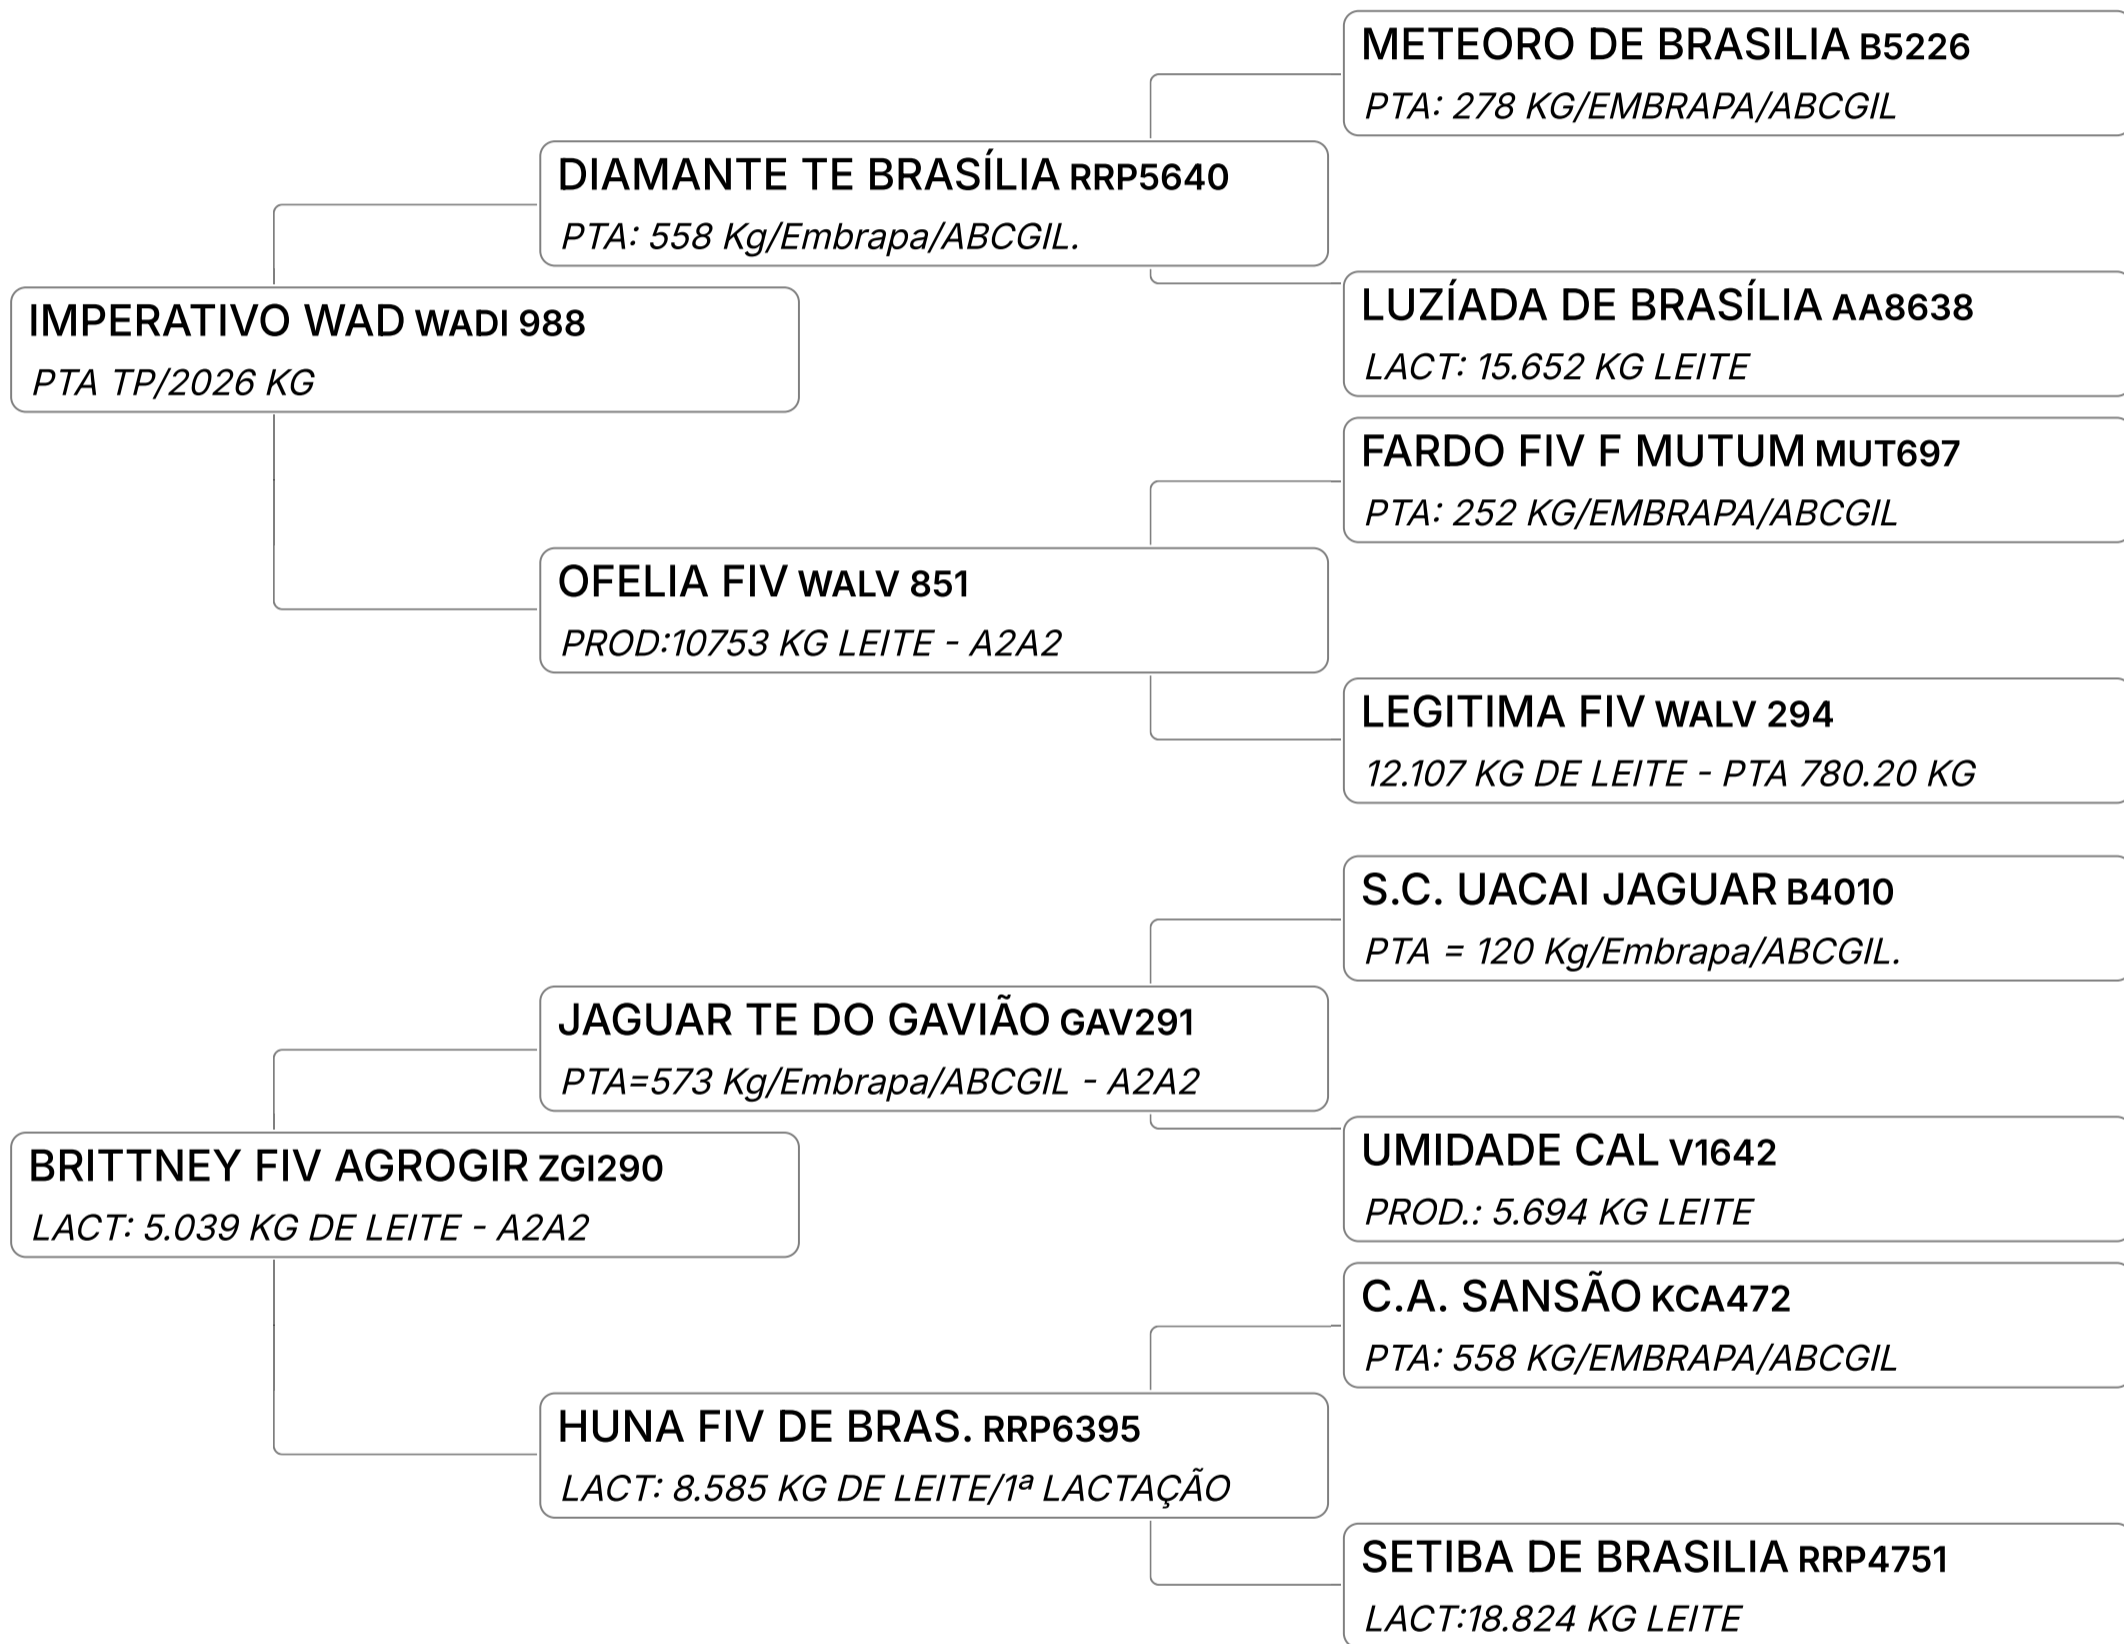 METEORO DE BRASILIA B5226
PTA: 278 KG/EMBRAPA/ABCGIL
DIAMANTE TE BRASÍLIA RRP5640
PTA: 558 Kg/Embrapa/ABCGIL.
LUZÍADA DE BRASÍLIA AA8638
LACT: 15.652 KG LEITE
IMPERATIVO WAD WADI 988
PTA TP/2026 KG
FARDO FIV F MUTUM MUT697
PTA: 252 KG/EMBRAPA/ABCGIL
OFELIA FIV WALV 851
PROD:10753 KG LEITE - A2A2
LEGITIMA FIV WALV 294
12.107 KG DE LEITE - PTA 780.20 KG
S.C. UACAI JAGUAR B4010
PTA = 120 Kg/Embrapa/ABCGIL.
JAGUAR TE DO GAVIÃO GAV291
PTA=573 Kg/Embrapa/ABCGIL - A2A2
UMIDADE CAL V1642
PROD.: 5.694 KG LEITE
BRITTNEY FIV AGROGIR ZGI290
LACT: 5.039 KG DE LEITE - A2A2
C.A. SANSÃO KCA472
PTA: 558 KG/EMBRAPA/ABCGIL
HUNA FIV DE BRAS. RRP6395
LACT: 8.585 KG DE LEITE/1ª LACTAÇÃO
SETIBA DE BRASILIA RRP4751
LACT:18.824 KG LEITE